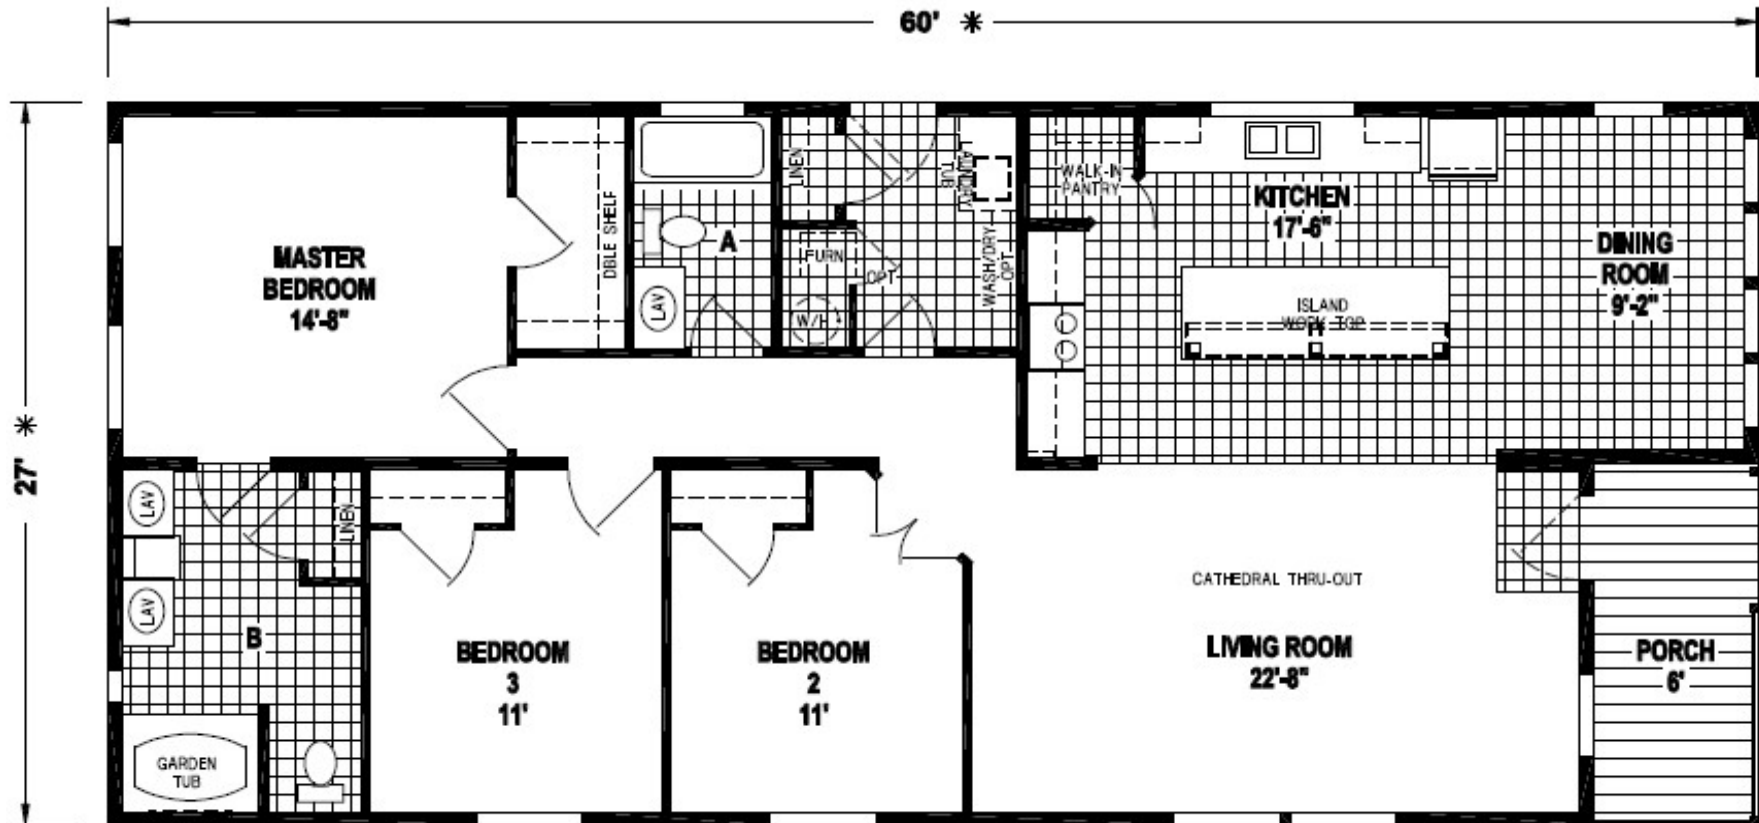 60' *
27' *
MASTER
BEDROOM
14'-8"
DBLE SHELF
A
LAV
LINEN
FURN
OPT
W/H
LAUNDRY
TUB
WASH/DRY
OPT
WALK-IN
PANTRY
KITCHEN
17'-6"
ISLAND
WORK TOP
DINING
ROOM
9'-2"
LAV
LAV
LINEN
B
GARDEN
TUB
BEDROOM
3
11'
BEDROOM
2
11'
CATHEDRAL THRU-OUT
LIVING ROOM
22'-8"
PORCH
6'